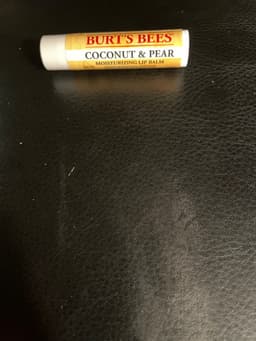 BURT'S BEES
COCONUT & PEAR
MOISTURIZING LIP BALM